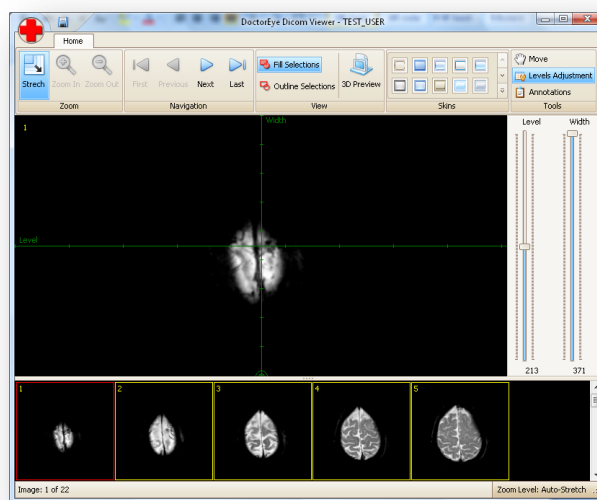 DoctorEye Dicom Viewer - TEST_USER
Home
Strech Zoom In Zoom Out First Previous Next Last Fill Selections Outline Selections 3D Preview Move Levels Adjustment Annotations
Zoom Navigation View Skins Tools
1
Width
Level
Level Width
213 371
1 2 3 4 5
Image: 1 of 22
Zoom Level: Auto-Stretch